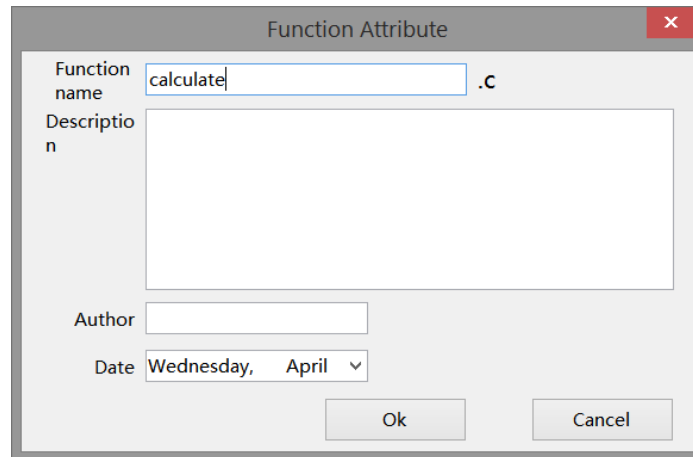 Function Attribute
Function
name
calculate
.C
Descriptio
n
Author
Date
Wednesday, April
Ok
Cancel